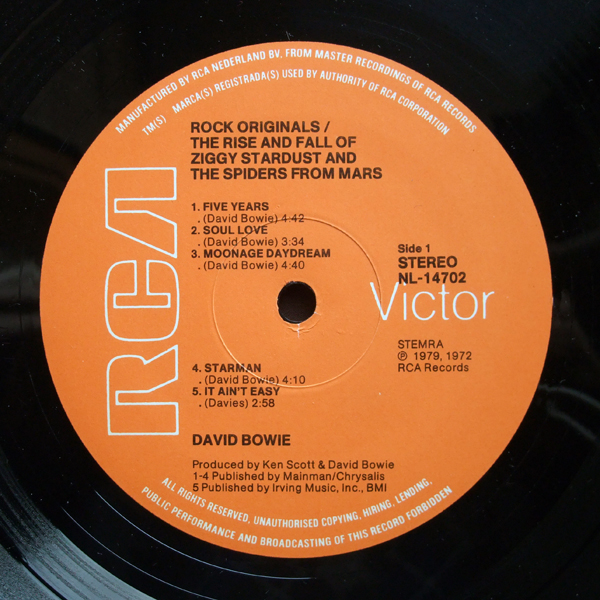 MANUFACTURED BY RCA NEDERLAND BV. FROM MASTER RECORDINGS OF RCA RECORDS
TM(S) MARCA(S) REGISTRADA(S) USED BY AUTHORITY OF RCA CORPORATION
ROCK ORIGINALS /
THE RISE AND FALL OF
ZIGGY STARDUST AND
THE SPIDERS FROM MARS
RCA
1. FIVE YEARS
. (David Bowie) 4:42
2. SOUL LOVE
. (David Bowie) 3:34
3. MOONAGE DAYDREAM
. (David Bowie) 4:40
Side 1
STEREO
NL-14702
Victor
STEMRA
℗ 1979, 1972
RCA Records
4. STARMAN
. (David Bowie) 4:10
5. IT AIN'T EASY
. (Davies) 2:58
DAVID BOWIE
Produced by Ken Scott & David Bowie
1-4 Published by Mainman/Chrysalis
5 Published by Irving Music, Inc., BMI
ALL RIGHTS RESERVED, UNAUTHORISED COPYING, HIRING, LENDING,
PUBLIC PERFORMANCE AND BROADCASTING OF THIS RECORD FORBIDDEN